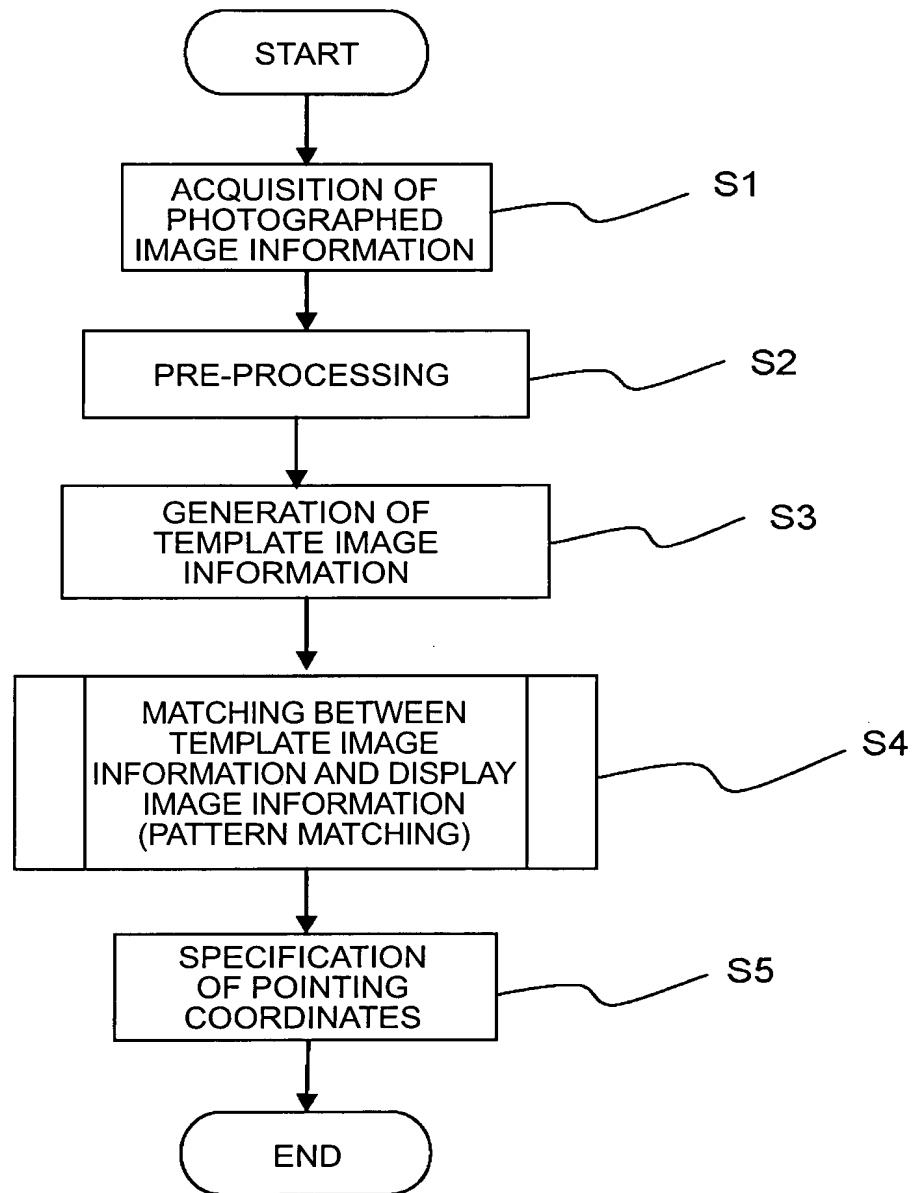 START
ACQUISITION OF
PHOTOGRAPHED
IMAGE INFORMATION
S1
PRE-PROCESSING
S2
GENERATION OF
TEMPLATE IMAGE
INFORMATION
S3
MATCHING BETWEEN
TEMPLATE IMAGE
INFORMATION AND DISPLAY
IMAGE INFORMATION
(PATTERN MATCHING)
S4
SPECIFICATION
OF POINTING
COORDINATES
S5
END